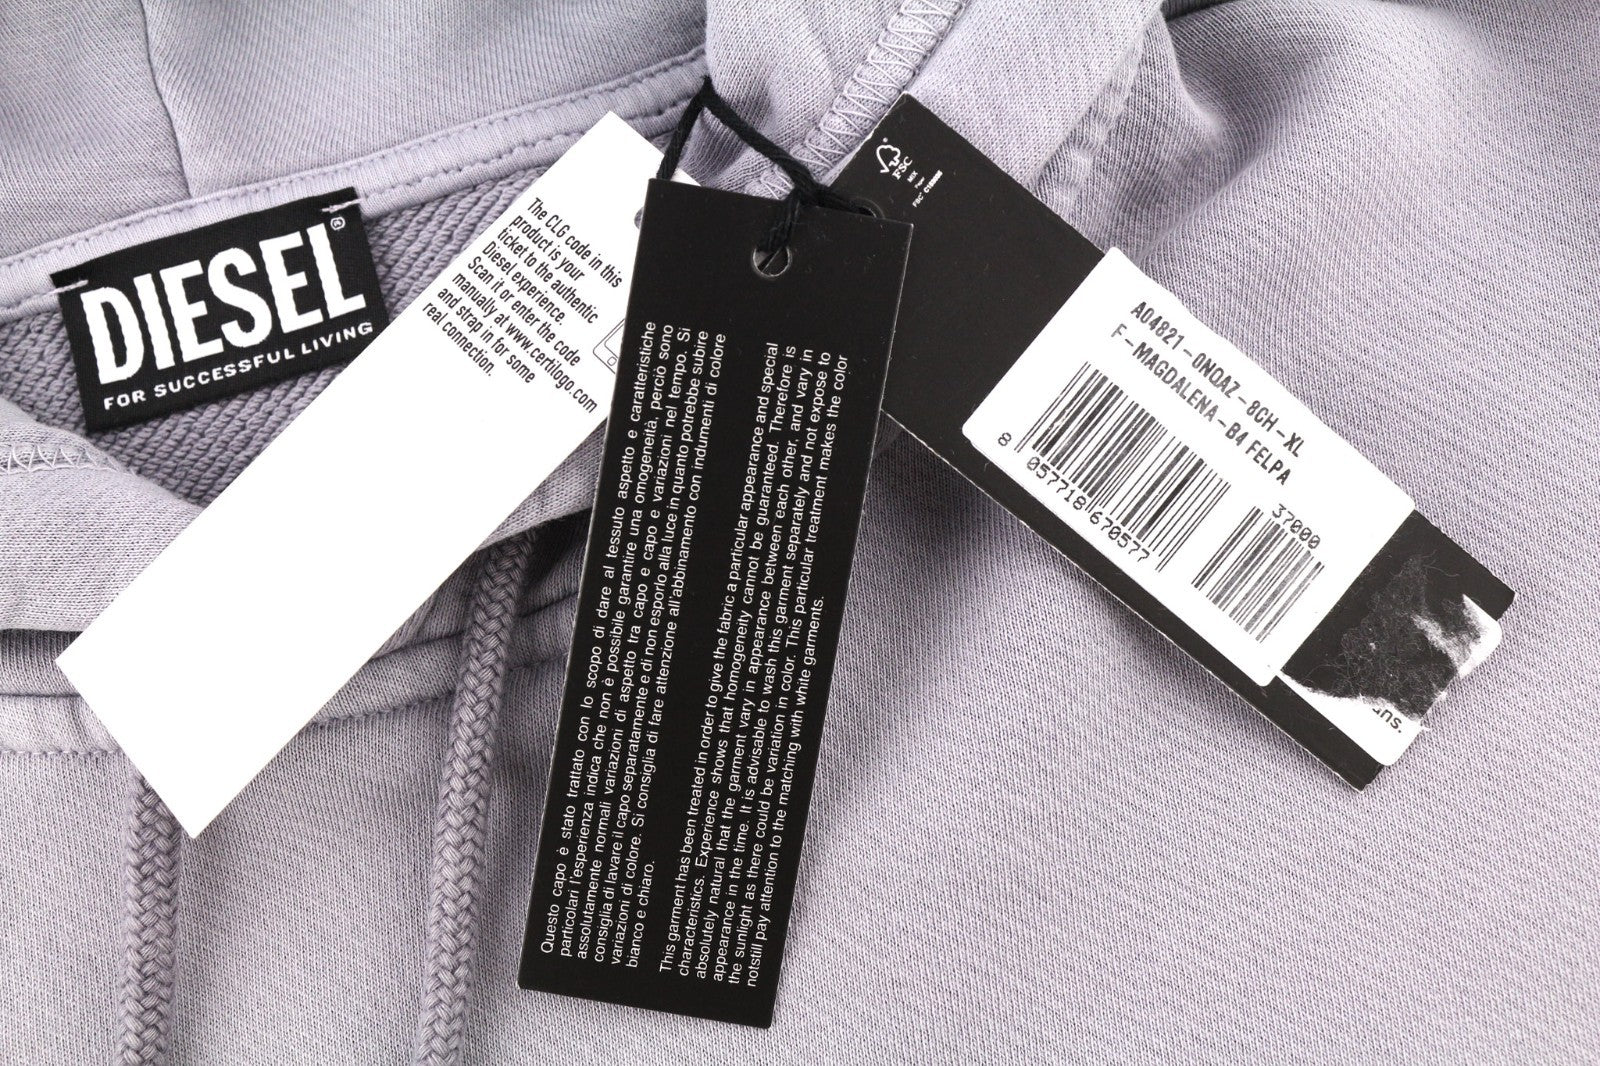 DIESEL®
FOR SUCCESSFUL LIVING
The CLG code in this
product is your
ticket to the authentic
Diesel experience.
Scan it or enter the code
manually at www.certilogo.com
and strap in for some
real connection.
Questo capo è stato trattato con lo scopo di dare al tessuto aspetto e caratteristiche
particolari l'esperienza indica che non è possibile garantire una omogeneità, perciò sono
assolutamente normali variazioni di aspetto tra capo e capo e variazioni nel tempo. Si
consiglia di lavare il capo separatamente e di non esporlo alla luce in quanto potrebbe subire
variazioni di colore. Si consiglia di fare attenzione all'abbinamento con indumenti di colore
bianco e chiaro.
This garment has been treated in order to give the fabric a particular appearance and special
characteristics. Experience shows that homogeneity cannot be guaranteed. Therefore is
absolutely natural that the garment vary in appearance between each other, and vary in
appearance in the time. It is advisable to wash this garment separately and not expose to
the sunlight as there could be variation in color. This particular treatment makes the color
notstill pay attention to the matching with white garments.
FSC
MIX
Paper
A04821-0NQAZ-8CH-XL
F-MAGDALENA-B4 FELPA
8 057718 670577
37000